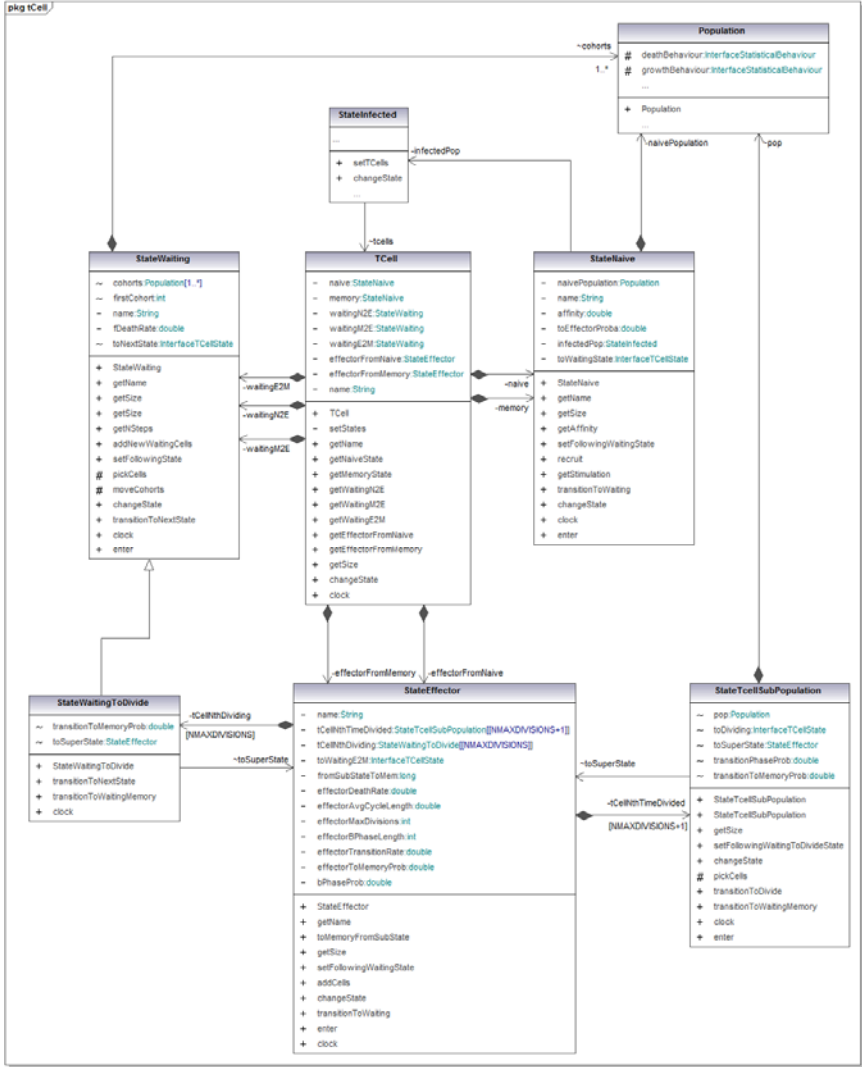 pkg tCell
Population
# deathBehaviour:InterfaceStatisticalBehaviour
# growthBehaviour:InterfaceStatisticalBehaviour
...
+ Population
...
~cohorts
1..*
-naivePopulation
~pop
StateInfected
...
+ setTCells
+ changeState
...
-infectedPop
~tcells
StateWaiting
~ cohorts:Population[1..*]
~ firstCohort:int
- name:String
- fDeathRate:double
~ toNextState:InterfaceTCellState
+ StateWaiting
+ getName
+ getSize
+ getSize
+ getNSteps
+ addNewWaitingCells
+ setFollowingState
# pickCells
# moveCohorts
+ changeState
+ transitionToNextState
+ clock
+ enter
TCell
- naive:StateNaive
- memory:StateNaive
- waitingN2E:StateWaiting
- waitingM2E:StateWaiting
- waitingE2M:StateWaiting
- effectorFromNaive:StateEffector
- effectorFromMemory:StateEffector
- name:String
+ TCell
- setStates
+ getName
+ getNaiveState
+ getMemoryState
+ getWaitingN2E
+ getWaitingM2E
+ getWaitingE2M
+ getEffectorFromNaive
+ getEffectorFromMemory
+ getSize
+ changeState
+ clock
StateNaive
- naivePopulation:Population
- name:String
- affinity:double
- toEffectorProba:double
- infectedPop:StateInfected
- toWaitingState:InterfaceTCellState
+ StateNaive
+ getName
+ getSize
+ getAffinity
+ setFollowingWaitingState
+ recruit
+ getStimulation
+ transitionToWaiting
+ changeState
+ clock
+ enter
-waitingE2M
-waitingN2E
-waitingM2E
-naive
-memory
-effectorFromMemory
-effectorFromNaive
StateWaitingToDivide
~ transitionToMemoryProb:double
~ toSuperState:StateEffector
+ StateWaitingToDivide
+ transitionToNextState
+ transitionToWaitingMemory
+ clock
-tCellNthDividing
[NMAXDIVISIONS]
~toSuperState
StateEffector
- name:String
- tCellNthTimeDivided:StateTcellSubPopulation[[NMAXDIVISIONS+1]]
- tCellNthDividing:StateWaitingToDivide[[NMAXDIVISIONS]]
- toWaitingE2M:InterfaceTCellState
- fromSubStateToMem:long
- effectorDeathRate:double
- effectorAvgCycleLength:double
- effectorMaxDivisions:int
- effectorBPhaseLength:int
- effectorTransitionRate:double
- effectorToMemoryProb:double
- bPhaseProb:double
+ StateEffector
+ getName
+ toMemoryFromSubState
+ getSize
+ setFollowingWaitingState
+ addCells
+ changeState
+ transitionToWaiting
+ enter
+ clock
~toSuperState
-tCellNthTimeDivided
[NMAXDIVISIONS+1]
StateTcellSubPopulation
~ pop:Population
~ toDividing:InterfaceTCellState
~ toSuperState:StateEffector
~ transitionPhaseProb:double
~ transitionToMemoryProb:double
+ StateTcellSubPopulation
+ StateTcellSubPopulation
+ getSize
+ setFollowingWaitingToDivideState
+ changeState
# pickCells
+ transitionToDivide
+ transitionToWaitingMemory
+ clock
+ enter